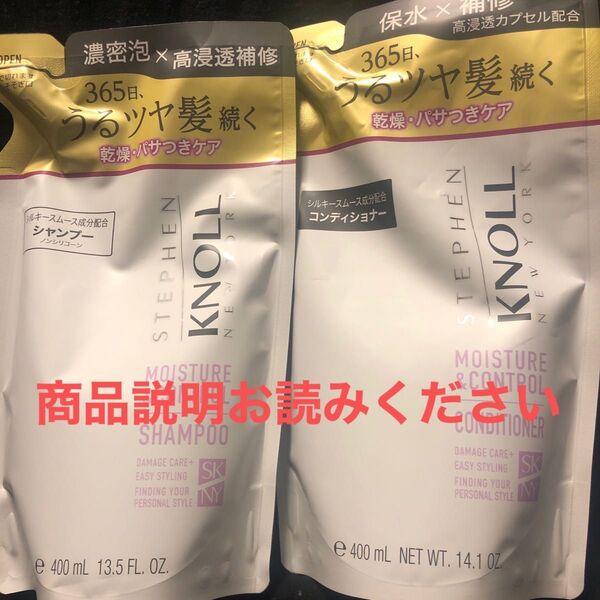 OPEN
濃密泡×高浸透補修
365日、
うるツヤ髪続く
乾燥・パサつきケア
シルキースムース成分配合
シャンプー
ノンシリコーン
STEPHEN
KNOLL
NEW YORK
MOISTURE
SHAMPOO
DAMAGE CARE+
EASY STYLING
FINDING YOUR
PERSONAL STYLE
SK
NY
e 400 mL 13.5 FL. OZ.
保水×補修
高浸透カプセル配合
365日、
うるツヤ髪続く
乾燥・パサつきケア
シルキースムース成分配合
コンディショナー
STEPHEN
KNOLL
NEW YORK
MOISTURE
&CONTROL
CONDITIONER
DAMAGE CARE+
EASY STYLING
FINDING YOUR
PERSONAL STYLE
SK
NY
e 400 mL NET WT. 14.1 OZ.
商品説明お読みください